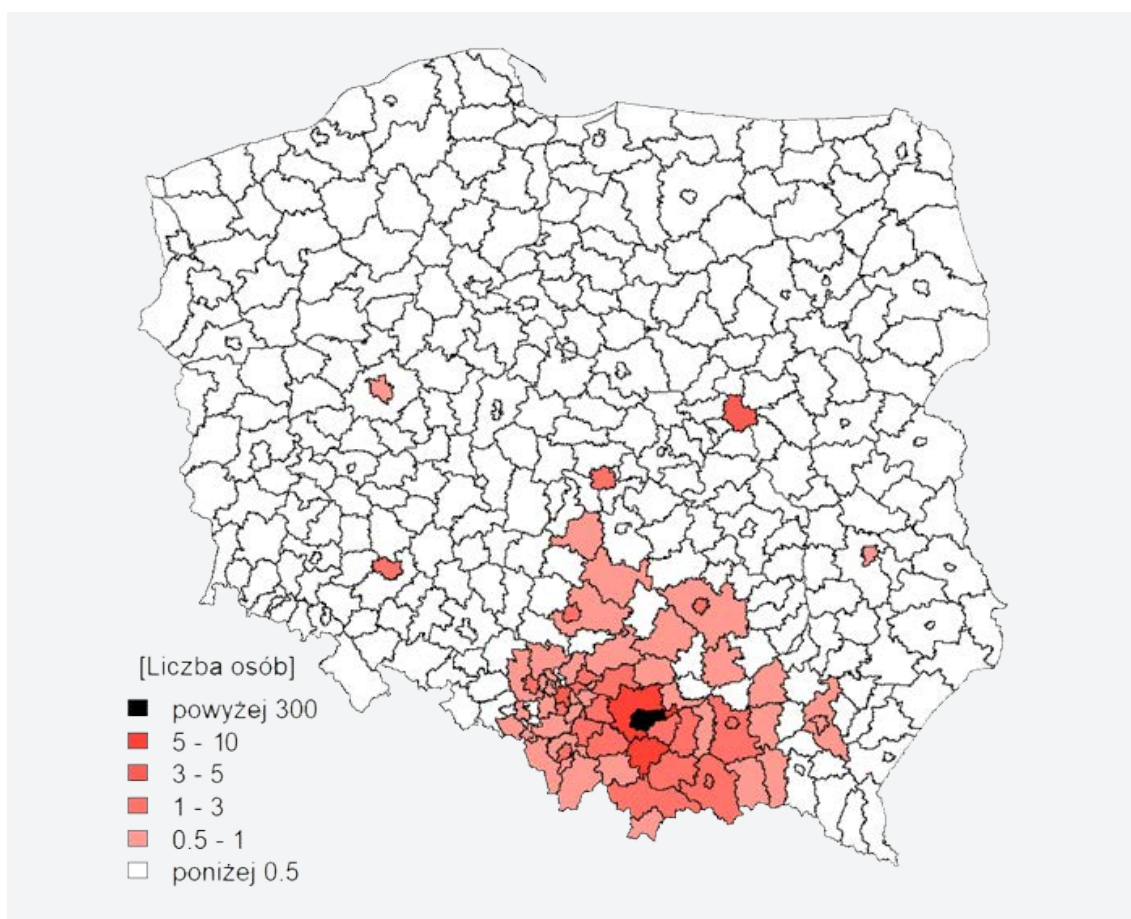 [Liczba osób]
powyżej 300
5 - 10
3 - 5
1 - 3
0.5 - 1
poniżej 0.5